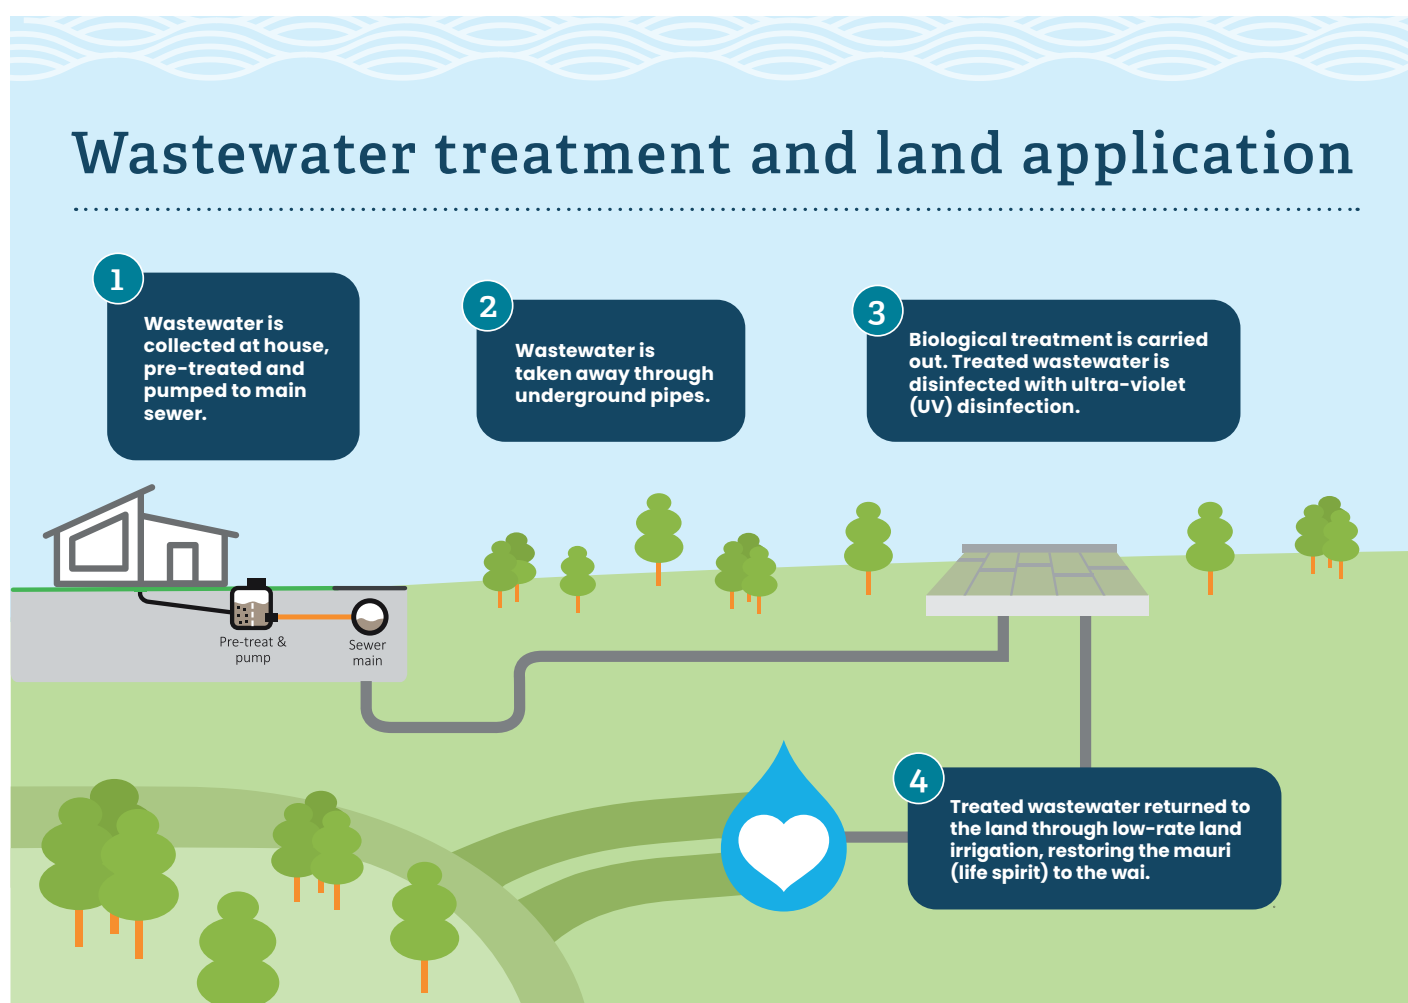 Wastewater treatment and land application
1
Wastewater is
collected at house,
pre-treated and
pumped to main
sewer.
2
Wastewater is
taken away through
underground pipes.
3
Biological treatment is carried
out. Treated wastewater is
disinfected with ultra-violet
(UV) disinfection.
Pre-treat &
pump
Sewer
main
4
Treated wastewater returned to
the land through low-rate land
irrigation, restoring the mauri
(life spirit) to the wai.